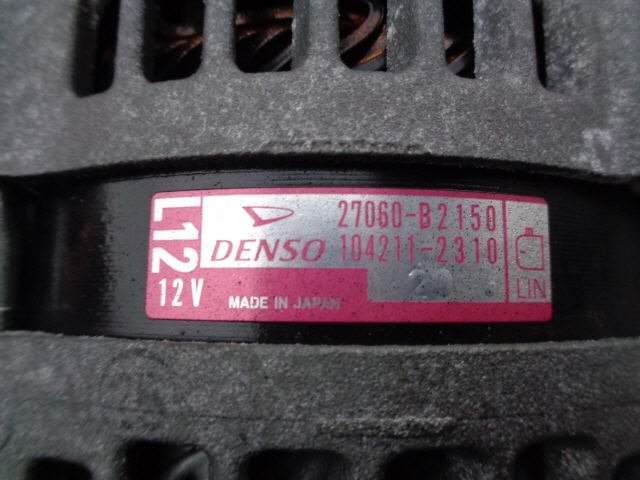 L12
27060-B2150
DENSO 104211-2310
12V
MADE IN JAPAN
LIN